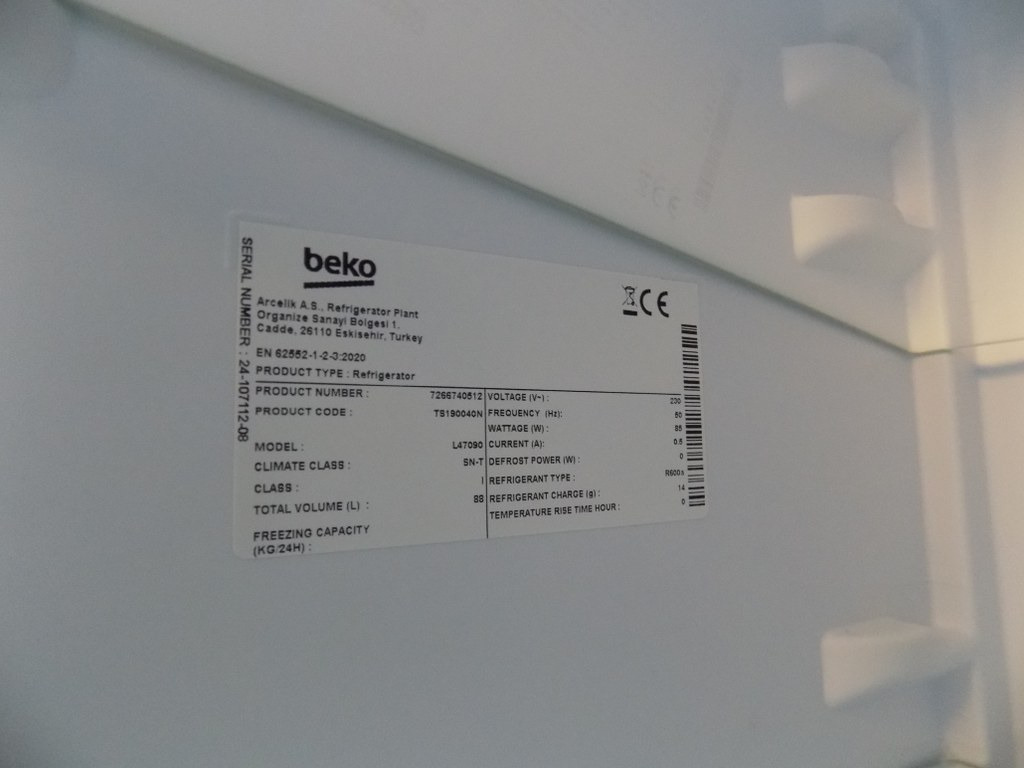 beko
Arcelik A.S., Refrigerator Plant
Organize Sanayi Bolgesi 1.
Cadde, 26110 Eskisehir, Turkey
EN 62552-1-2-3:2020
PRODUCT TYPE : Refrigerator
PRODUCT NUMBER : 7266740512
PRODUCT CODE : TS190040N
MODEL : L47090
CLIMATE CLASS : SN-T
CLASS : I
TOTAL VOLUME (L) : 88
FREEZING CAPACITY
(KG/24H) :
VOLTAGE (V~) : 230
FREQUENCY (Hz): 50
WATTAGE (W) : 85
CURRENT (A): 0.5
DEFROST POWER (W) : 0
REFRIGERANT TYPE : R600a
REFRIGERANT CHARGE (g) : 14
TEMPERATURE RISE TIME HOUR : 0
SERIAL NUMBER : 24-107112-08
CE